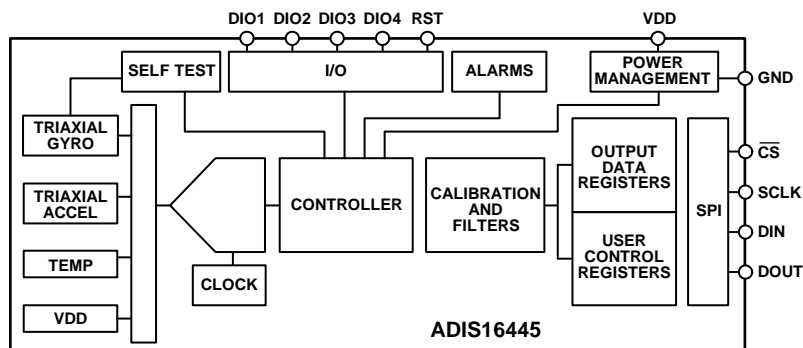 DIO1 DIO2 DIO3 DIO4 RST VDD
SELF TEST
I/O
ALARMS
POWER
MANAGEMENT
GND
TRIAXIAL
GYRO
TRIAXIAL
ACCEL
TEMP
VDD
CLOCK
CONTROLLER
CALIBRATION
AND
FILTERS
OUTPUT
DATA
REGISTERS
USER
CONTROL
REGISTERS
SPI
CS
SCLK
DIN
DOUT
ADIS16445